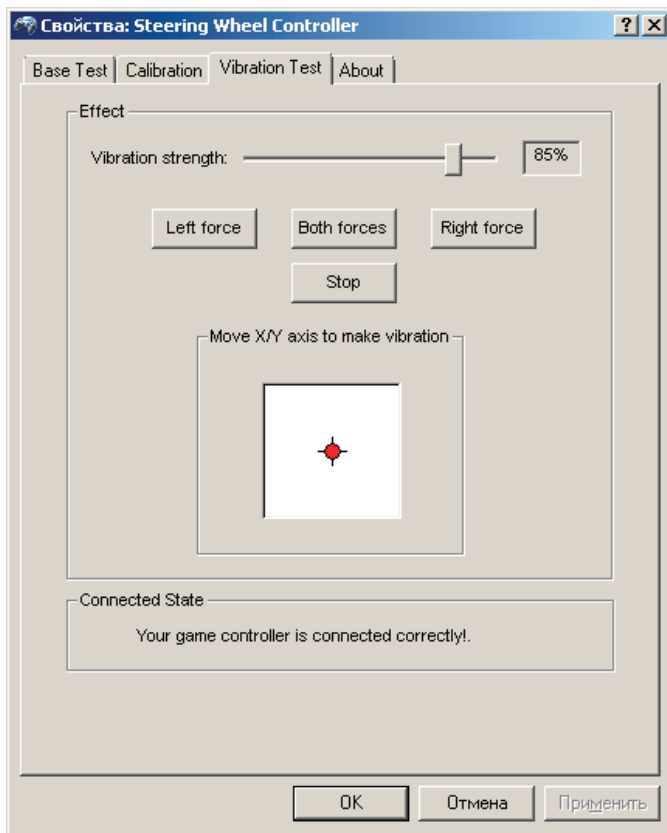 Свойства: Steering Wheel Controller
Base Test Calibration Vibration Test About
Effect
Vibration strength: 85%
Left force Both forces Right force
Stop
Move X/Y axis to make vibration
Connected State
Your game controller is connected correctly!.
OK Отмена Применить